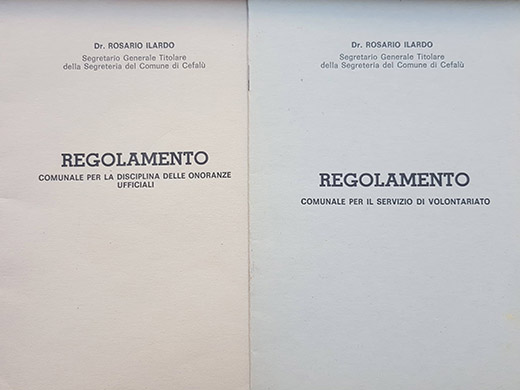 Dr. ROSARIO ILARDO
Segretario Generale Titolare
della Segreteria del Comune di Cefalù
REGOLAMENTO
COMUNALE PER LA DISCIPLINA DELLE ONORANZE
UFFICIALI
Dr. ROSARIO ILARDO
Segretario Generale Titolare
della Segreteria del Comune di Cefalù
REGOLAMENTO
COMUNALE PER IL SERVIZIO DI VOLONTARIATO